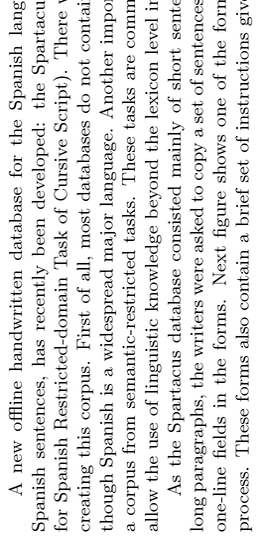 A new offline handwritten database for the Spanish lang
Spanish sentences, has recently been developed: the Spartacu
for Spanish Restricted-domain Task of Cursive Script). There
creating this corpus. First of all, most databases do not contai
though Spanish is a widespread major language. Another impor
a corpus from semantic-restricted tasks. These tasks are comm
allow the use of linguistic knowledge beyond the lexicon level in
As the Spartacus database consisted mainly of short sente
long paragraphs, the writers were asked to copy a set of sentences
one-line fields in the forms. Next figure shows one of the form
process. These forms also contain a brief set of instructions give